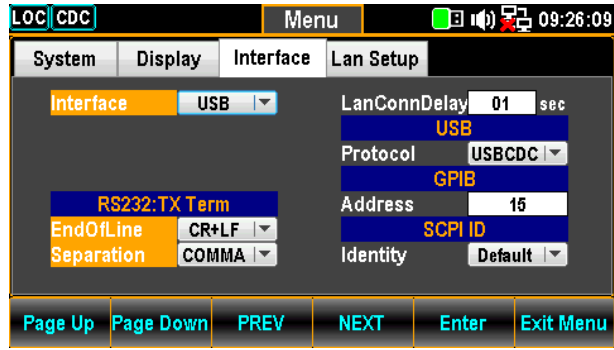 LOC CDC Menu 09:26:09
System Display Interface Lan Setup
Interface USB LanConnDelay 01 sec
USB
Protocol USBCDC
GPIB
RS232:TX Term Address 15
EndOfLine CR+LF SCPI ID
Separation COMMA Identity Default
Page Up Page Down PREV NEXT Enter Exit Menu